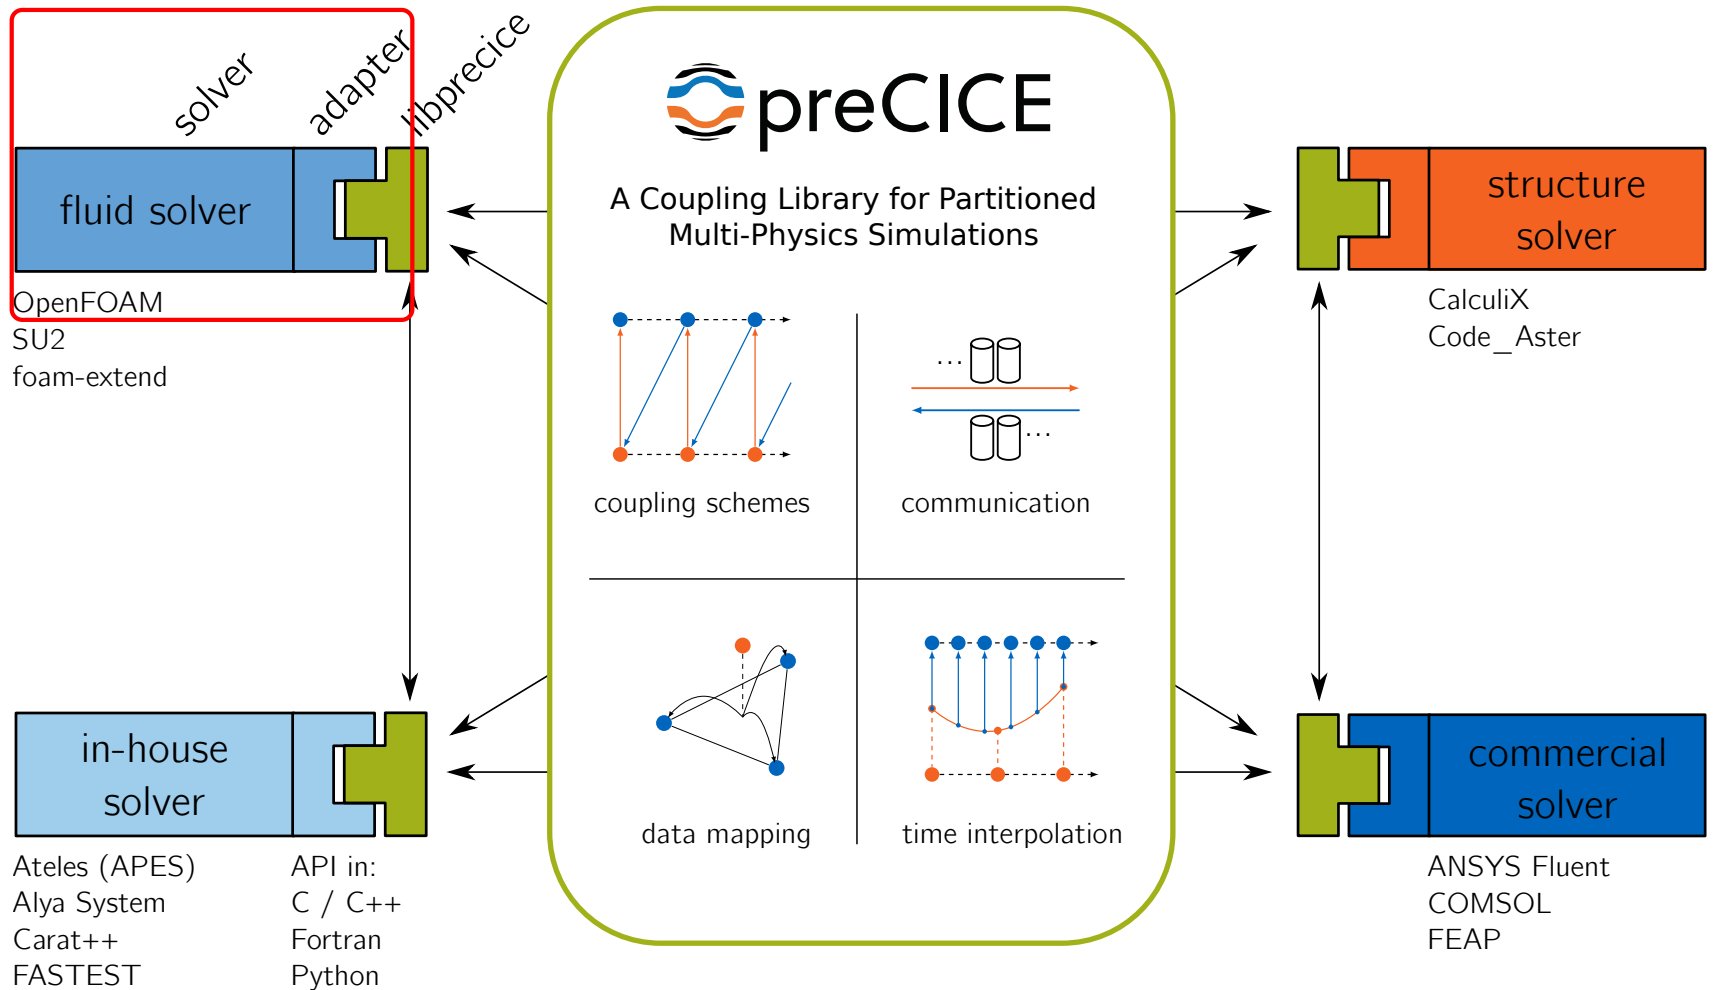 solver
adapter
libprecice
fluid solver
OpenFOAM
SU2
foam-extend
preCICE
A Coupling Library for Partitioned
Multi-Physics Simulations
...
...
coupling schemes
communication
data mapping
time interpolation
structure
solver
CalculiX
Code_Aster
in-house
solver
Ateles (APES)
Alya System
Carat++
FASTEST
API in:
C / C++
Fortran
Python
commercial
solver
ANSYS Fluent
COMSOL
FEAP